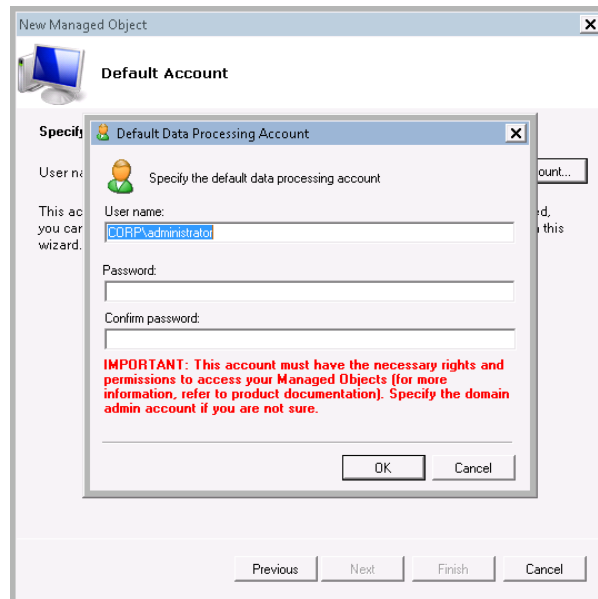 New Managed Object
Default Account
Specify
Default Data Processing Account
Specify the default data processing account
User na
ount...
This ac
ed,
you car
this
wizard.
User name:
CORP\administrator
Password:
Confirm password:
IMPORTANT: This account must have the necessary rights and
permissions to access your Managed Objects (for more
information, refer to product documentation). Specify the domain
admin account if you are not sure.
OK
Cancel
Previous
Next
Finish
Cancel